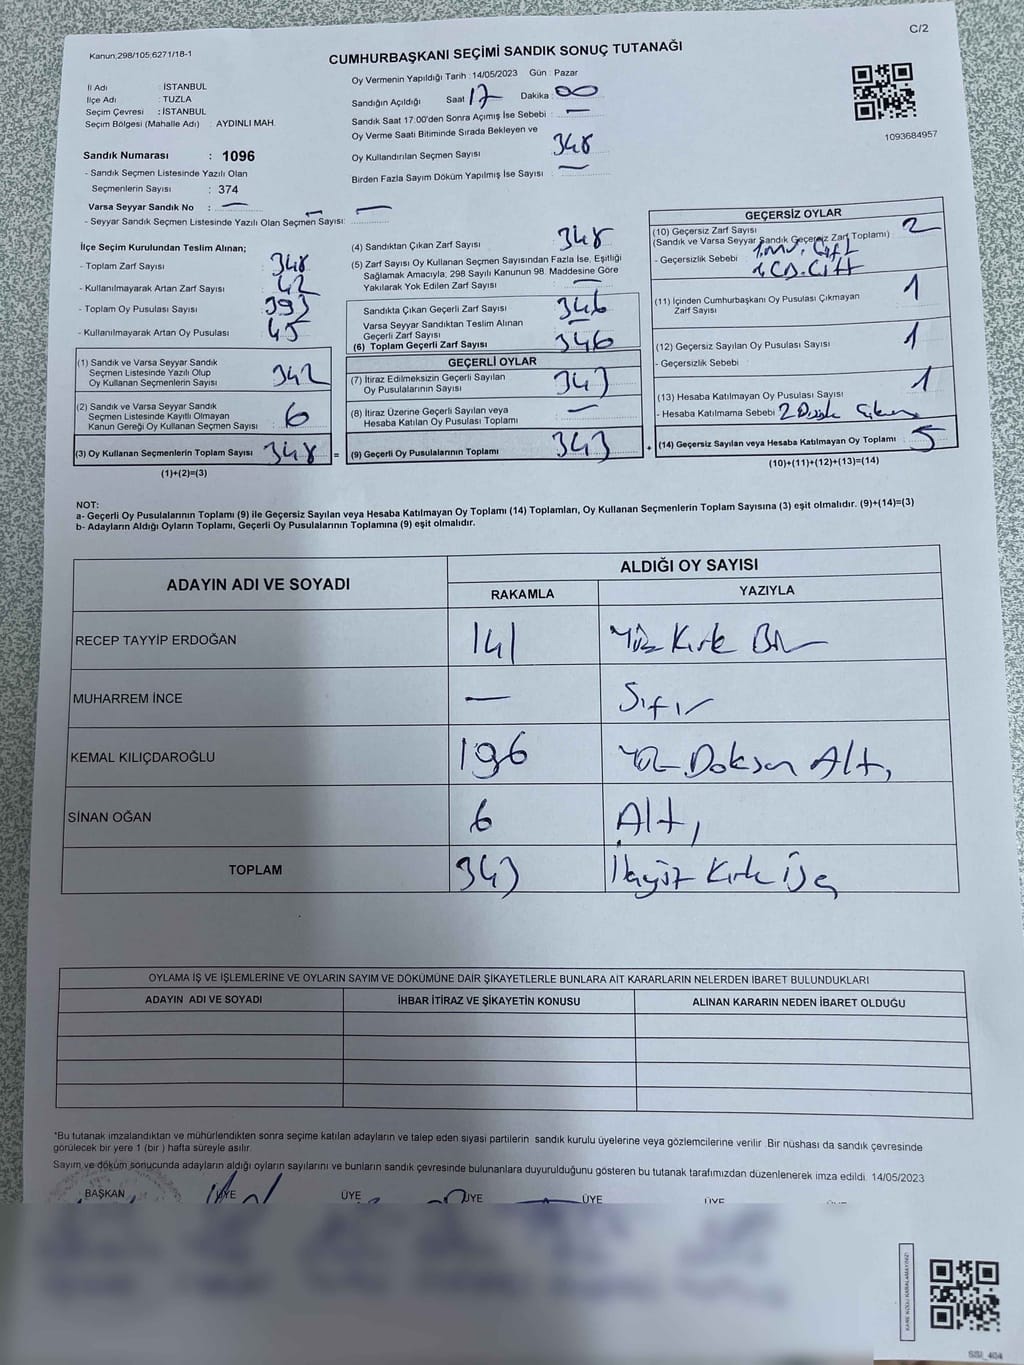 C/2
Kanun,298/105;6271/18-1
CUMHURBAŞKANI SEÇİMİ SANDIK SONUÇ TUTANAĞI
İl Adı : İSTANBUL
İlçe Adı : TUZLA
Seçim Çevresi : İSTANBUL
Seçim Bölgesi (Mahalle Adı) : AYDINLI MAH.
Sandık Numarası : 1096
- Sandık Seçmen Listesinde Yazılı Olan
Seçmenlerin Sayısı : 374
Varsa Seyyar Sandık No : —
- Seyyar Sandık Seçmen Listesinde Yazılı Olan Seçmen Sayısı: —
Oy Vermenin Yapıldığı Tarih : 14/05/2023 Gün : Pazar
Sandığın Açıldığı Saat 17 Dakika : 00
Sandık Saat 17:00'den Sonra Açımış İse Sebebi : —
Oy Verme Saati Bitiminde Sırada Bekleyen ve
Oy Kullandırılan Seçmen Sayısı : 348
Birden Fazla Sayım Döküm Yapılmış İse Sayısı : —
1093684957
İlçe Seçim Kurulundan Teslim Alınan;
- Toplam Zarf Sayısı : 348
- Kullanılmayarak Artan Zarf Sayısı : 42
- Toplam Oy Pusulası Sayısı : 393
- Kullanılmayarak Artan Oy Pusulası : 45
(1) Sandık ve Varsa Seyyar Sandık
Seçmen Listesinde Yazılı Olup
Oy Kullanan Seçmenlerin Sayısı : 342
(2) Sandık ve Varsa Seyyar Sandık
Seçmen Listesinde Kayıtlı Olmayan
Kanun Gereği Oy Kullanan Seçmen Sayısı : 6
(3) Oy Kullanan Seçmenlerin Toplam Sayısı : 348 =
(1)+(2)=(3)
(4) Sandıktan Çıkan Zarf Sayısı : 348
(5) Zarf Sayısı Oy Kullanan Seçmen Sayısından Fazla İse, Eşitliği
Sağlamak Amacıyla, 298 Sayılı Kanunun 98. Maddesine Göre
Yakılarak Yok Edilen Zarf Sayısı : —
Sandıkta Çıkan Geçerli Zarf Sayısı : 346
Varsa Seyyar Sandıktan Teslim Alınan
Geçerli Zarf Sayısı : —
(6) Toplam Geçerli Zarf Sayısı : 346
GEÇERLİ OYLAR
(7) İtiraz Edilmeksizin Geçerli Sayılan
Oy Pusulalarının Sayısı : 343
(8) İtiraz Üzerine Geçerli Sayılan veya
Hesaba Katılan Oy Pusulası Toplamı : —
(9) Geçerli Oy Pusulalarının Toplamı : 343 +
GEÇERSİZ OYLAR
(10) Geçersiz Zarf Sayısı : 2
(Sandık ve Varsa Seyyar Sandık Geçersiz Zarf Toplamı)
- Geçersizlik Sebebi : 1.MV. Çift
1. CB. Çift
(11) İçinden Cumhurbaşkanı Oy Pusulası Çıkmayan
Zarf Sayısı : 1
(12) Geçersiz Sayılan Oy Pusulası Sayısı : 1
- Geçersizlik Sebebi :
(13) Hesaba Katılmayan Oy Pusulası Sayısı : 1
- Hesaba Katılmama Sebebi : 2
(14) Geçersiz Sayılan veya Hesaba Katılmayan Oy Toplamı : 5
(10)+(11)+(12)+(13)=(14)
NOT:
a- Geçerli Oy Pusulalarının Toplamı (9) ile Geçersiz Sayılan veya Hesaba Katılmayan Oy Toplamı (14) Toplamları, Oy Kullanan Seçmenlerin Toplam Sayısına (3) eşit olmalıdır. (9)+(14)=(3)
b- Adayların Aldığı Oyların Toplamı, Geçerli Oy Pusulalarının Toplamına (9) eşit olmalıdır.
ADAYIN ADI VE SOYADI
ALDIĞI OY SAYISI
RAKAMLA YAZIYLA
RECEP TAYYİP ERDOĞAN 141 Yüz Kırk Bir
MUHARREM İNCE — Sıfır
KEMAL KILIÇDAROĞLU 196 Yüz Doksan Altı
SİNAN OĞAN 6 Altı
TOPLAM 343 Üçyüz Kırk Üç
OYLAMA İŞ VE İŞLEMLERİNE VE OYLARIN SAYIM VE DÖKÜMÜNE DAİR ŞİKAYETLERLE BUNLARA AİT KARARLARIN NELERDEN İBARET BULUNDUKLARI
ADAYIN ADI VE SOYADI İHBAR İTİRAZ VE ŞİKAYETİN KONUSU ALINAN KARARIN NEDEN İBARET OLDUĞU
*Bu tutanak imzalandıktan ve mühürlendikten sonra seçime katılan adayların ve talep eden siyasi partilerin sandık kurulu üyelerine veya gözlemcilerine verilir .Bir nüshası da sandık çevresinde
görülecek bir yere 1 (bir ) hafta süreyle asılır.
Sayım ve döküm sonucunda adayların aldığı oyların sayılarını ve bunların sandık çevresinde bulunanlara duyurulduğunu gösteren bu tutanak tarafımızdan düzenlenerek imza edildi. 14/05/2023
BAŞKAN ÜYE ÜYE ÜYE ÜYE ÜYE
KARE KODU KARALAMAYINIZ!